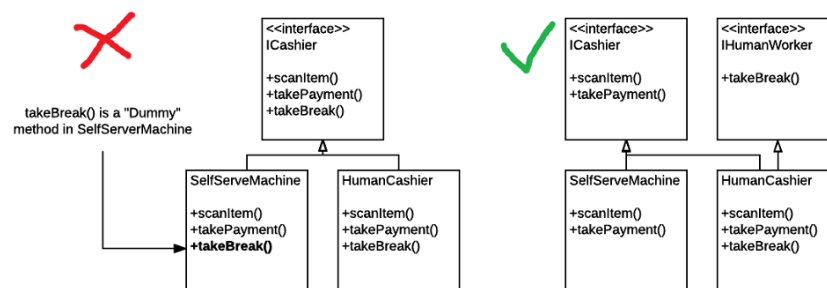 takeBreak() is a "Dummy"
method in SelfServerMachine
<<interface>>
ICashier
+scanItem()
+takePayment()
+takeBreak()
SelfServeMachine
+scanItem()
+takePayment()
+takeBreak()
HumanCashier
+scanItem()
+takePayment()
+takeBreak()
<<interface>>
ICashier
+scanItem()
+takePayment()
<<interface>>
IHumanWorker
+takeBreak()
SelfServeMachine
+scanItem()
+takePayment()
HumanCashier
+scanItem()
+takePayment()
+takeBreak()